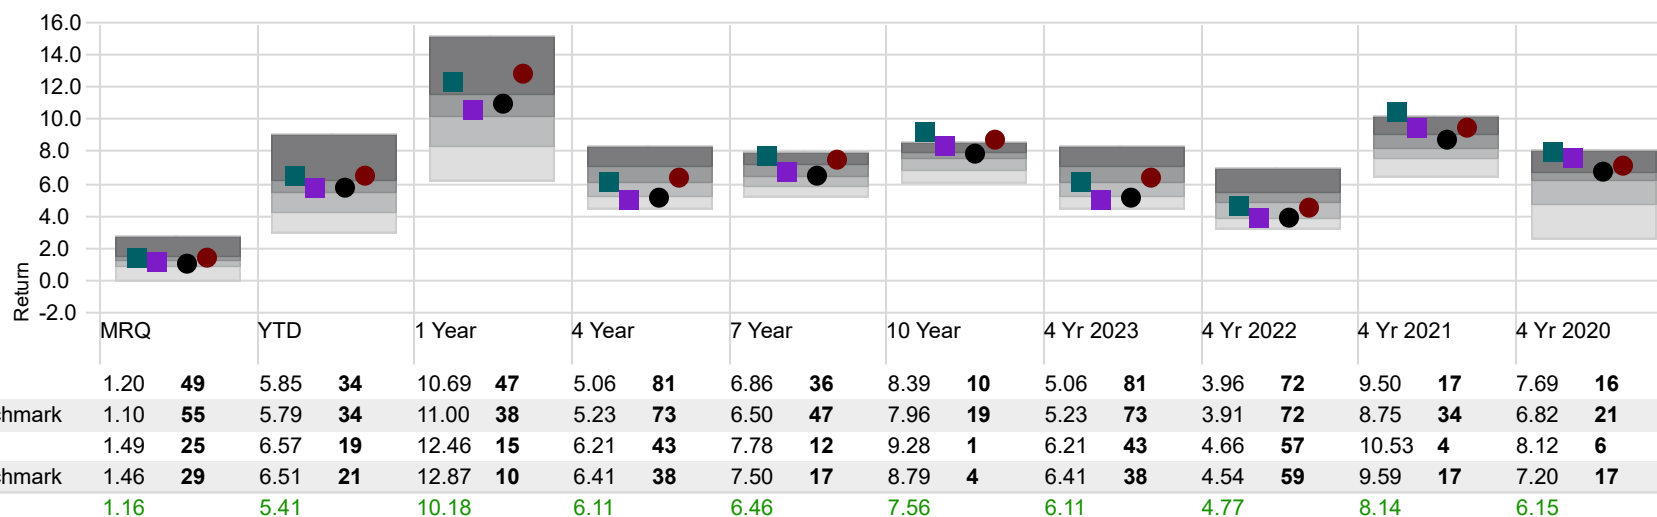 16.0
14.0
12.0
10.0
8.0
6.0
4.0
2.0
0.0
-2.0
Return
MRQ YTD 1 Year 4 Year 7 Year 10 Year 4 Yr 2023 4 Yr 2022 4 Yr 2021 4 Yr 2020
1.20 49 5.85 34 10.69 47 5.06 81 6.86 36 8.39 10 5.06 81 3.96 72 9.50 17 7.69 16
chmark 1.10 55 5.79 34 11.00 38 5.23 73 6.50 47 7.96 19 5.23 73 3.91 72 8.75 34 6.82 21
1.49 25 6.57 19 12.46 15 6.21 43 7.78 12 9.28 1 6.21 43 4.66 57 10.53 4 8.12 6
chmark 1.46 29 6.51 21 12.87 10 6.41 38 7.50 17 8.79 4 6.41 38 4.54 59 9.59 17 7.20 17
1.16 5.41 10.18 6.11 6.46 7.56 6.11 4.77 8.14 6.15